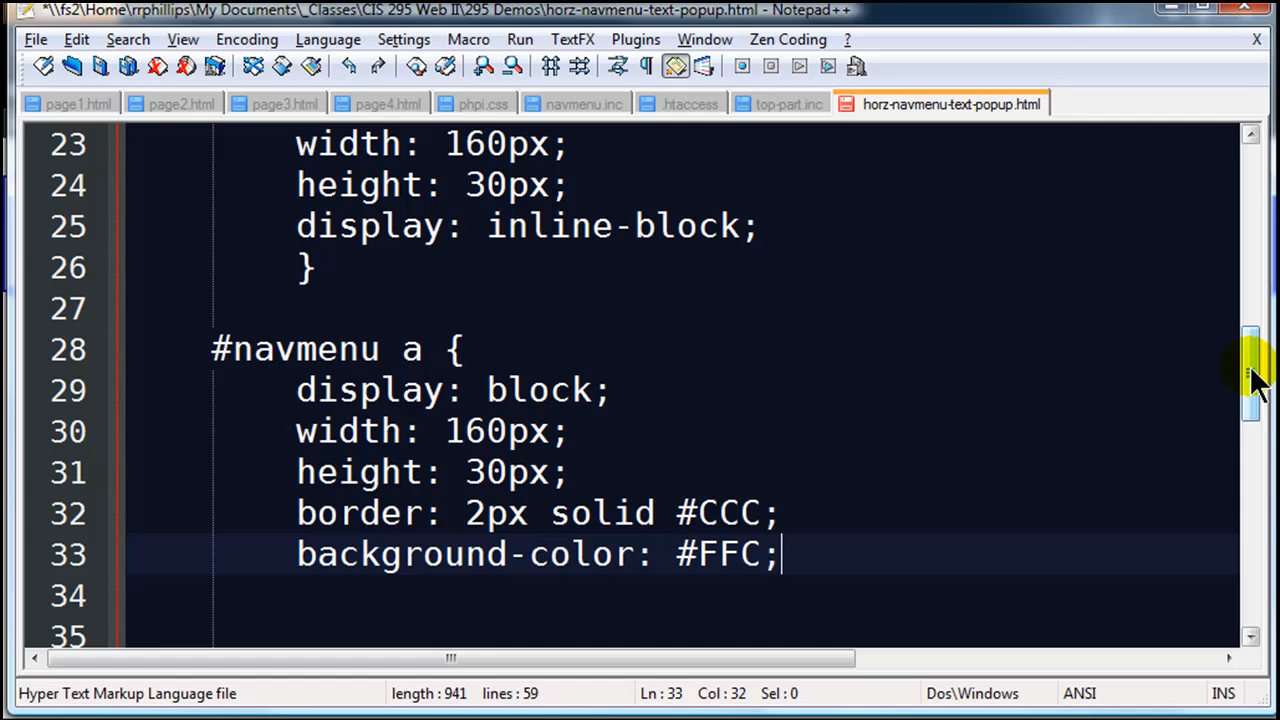 *\\fs2\Home\rrphillips\My Documents\_Classes\CIS 295 Web II\295 Demos\horz-navmenu-text-popup.html - Notepad++
File Edit Search View Encoding Language Settings Macro Run TextFX Plugins Window Zen Coding ? X
page1.html page2.html page3.html page4.html phpi.css navmenu.inc .htaccess top-part.inc horz-navmenu-text-popup.html
23 width: 160px;
24 height: 30px;
25 display: inline-block;
26 }
27
28 #navmenu a {
29 display: block;
30 width: 160px;
31 height: 30px;
32 border: 2px solid #CCC;
33 background-color: #FFC;
34
35
Hyper Text Markup Language file length : 941 lines : 59 Ln : 33 Col : 32 Sel : 0 Dos\Windows ANSI INS